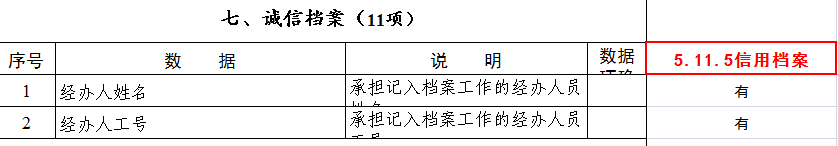 七、诚信档案（11项）
序号 数 据 说 明 数据 5.11.5信用档案
1 经办人姓名 承担记入档案工作的经办人员 有
2 经办人工号 承担记入档案工作的经办人员 有